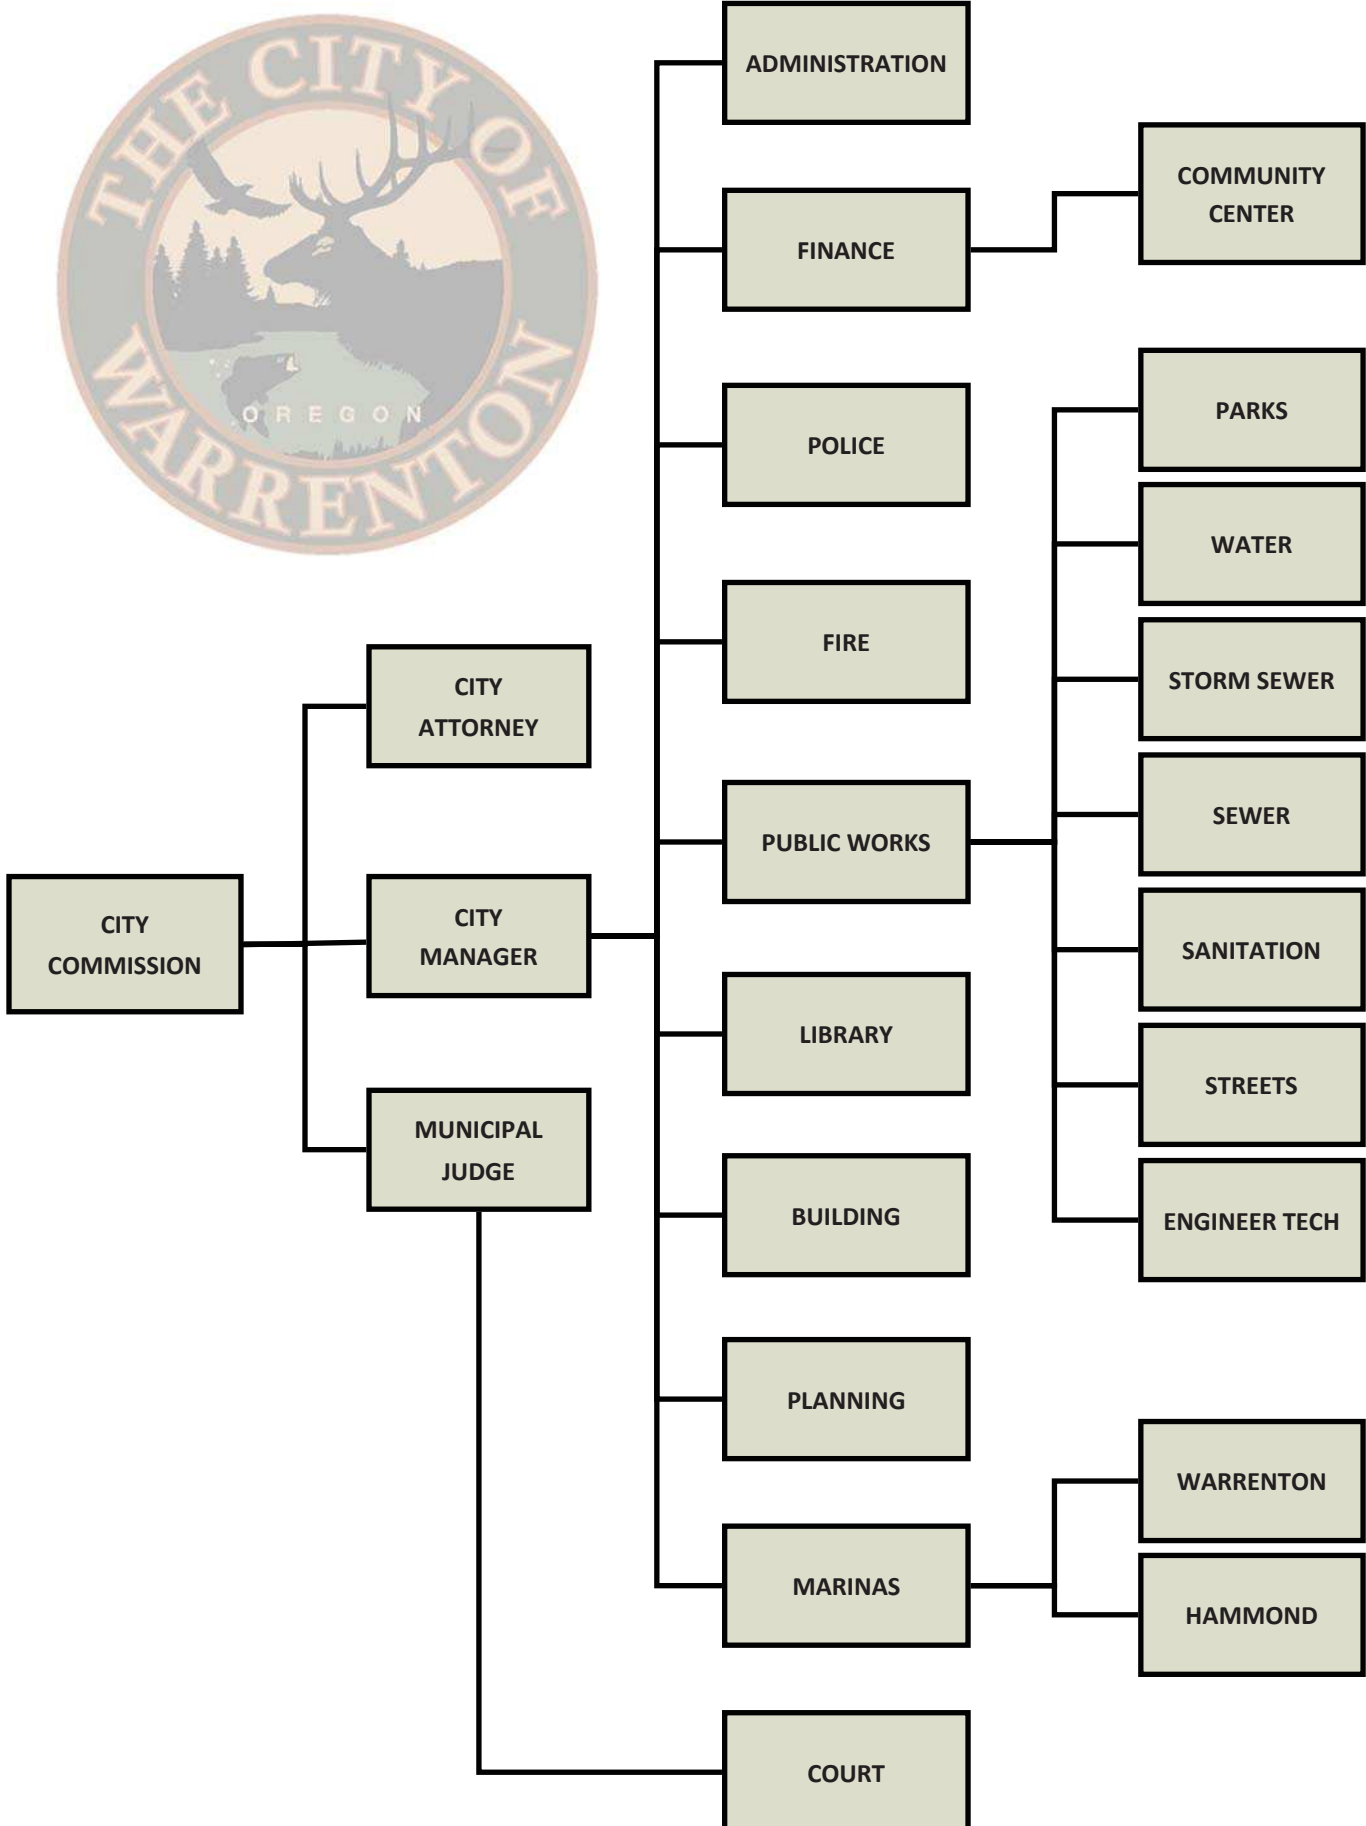 THE CITY OF
WARRENTON
OREGON
CITY
COMMISSION
CITY
ATTORNEY
CITY
MANAGER
MUNICIPAL
JUDGE
ADMINISTRATION
FINANCE
POLICE
FIRE
PUBLIC WORKS
LIBRARY
BUILDING
PLANNING
MARINAS
COURT
COMMUNITY
CENTER
PARKS
WATER
STORM SEWER
SEWER
SANITATION
STREETS
ENGINEER TECH
WARRENTON
HAMMOND